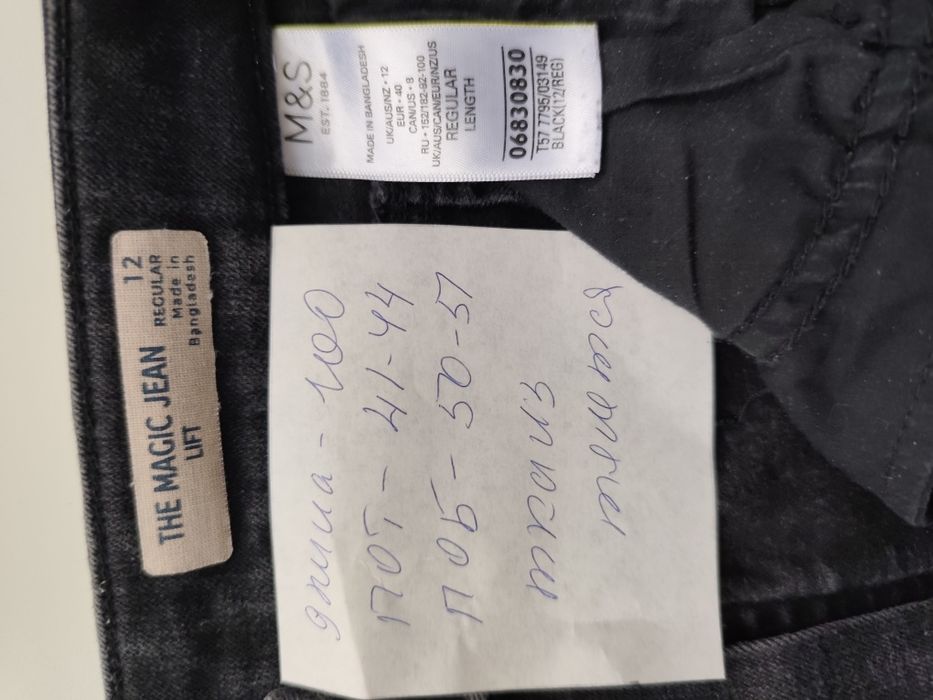 THE MAGIC JEAN
LIFT
12
REGULAR
Made in
Bangladesh
M&S
EST. 1884
MADE IN BANGLADESH
UK/AUS/NZ - 12
EUR - 40
CAN/US - 8
RU - 152/182-92-100
UK/AUS/CAN/EUR/NZ/US
REGULAR
LENGTH
06830830
T57 7795/03149
BLACK(12/REG)
длина - 100
ПОТ - 41-44
ПОБ - 50-51
тянется